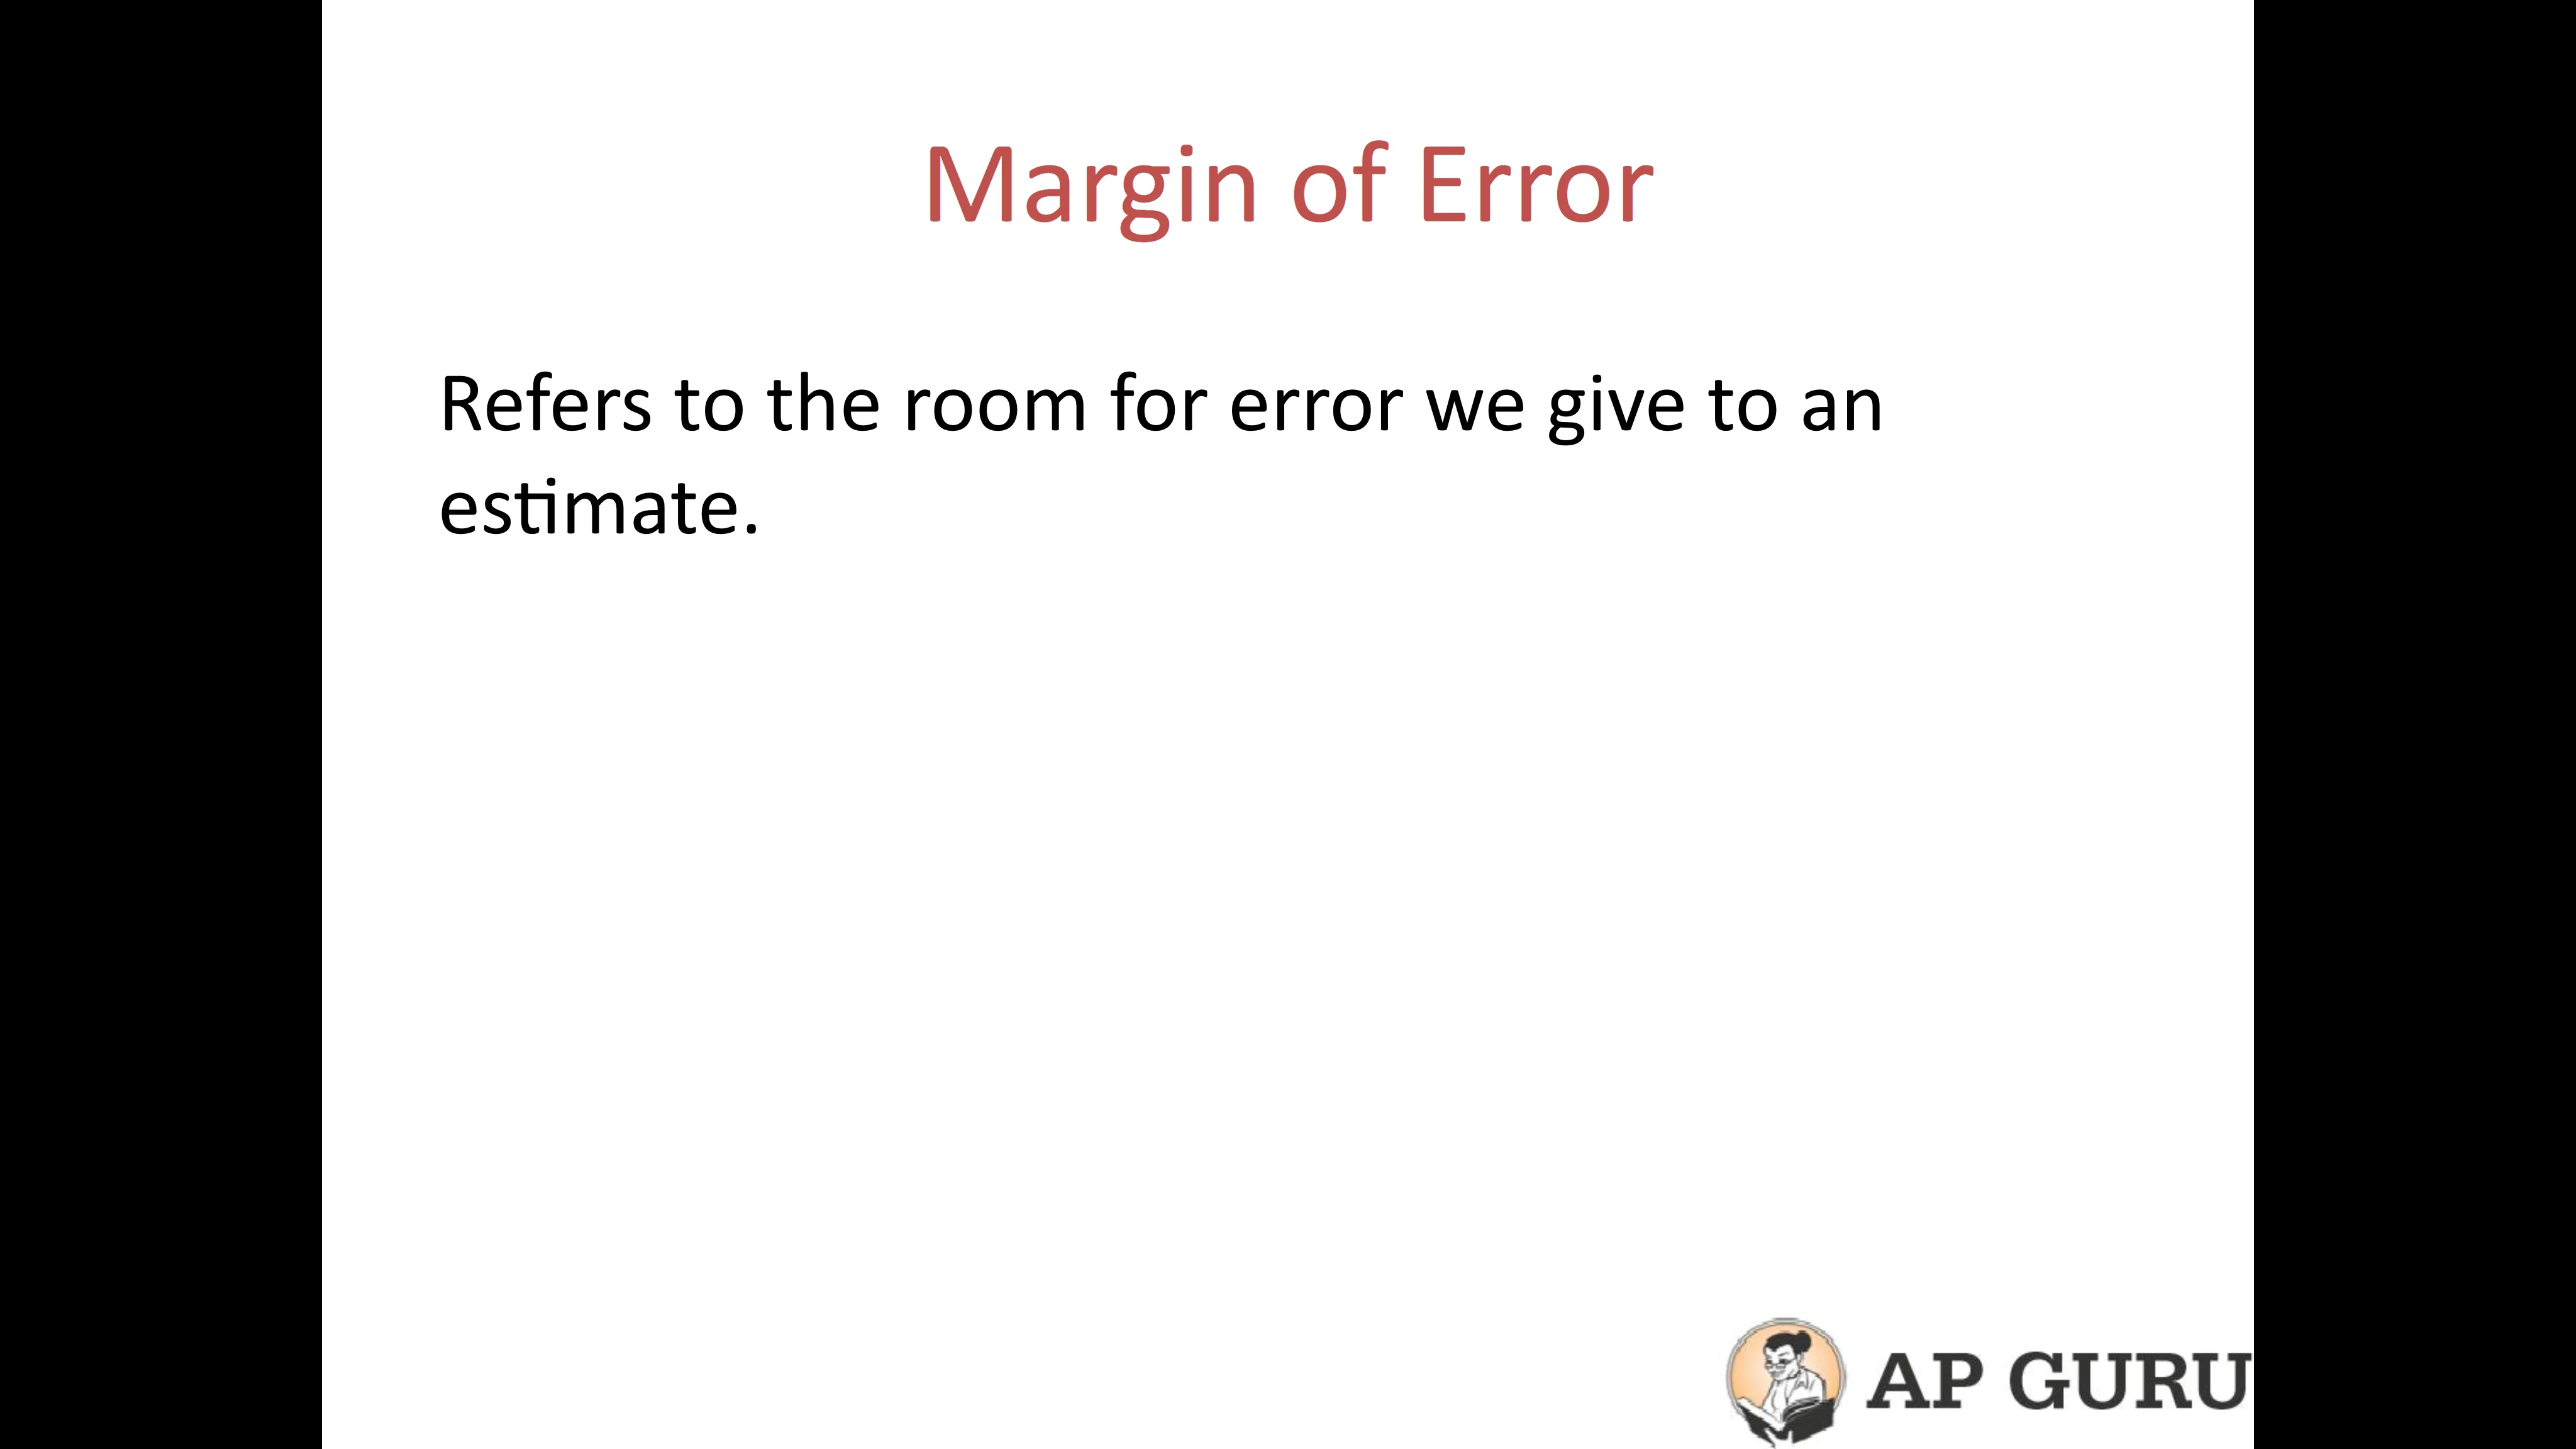 Margin of Error
Refers to the room for error we give to an
estimate.
AP GURU